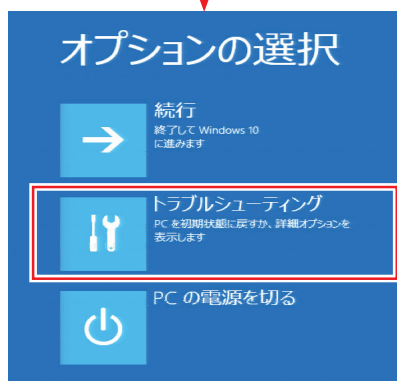 オプションの選択
続行
終了して Windows 10
に進みます
トラブルシューティング
PC を初期状態に戻すか、詳細オプションを
表示します
PC の電源を切る